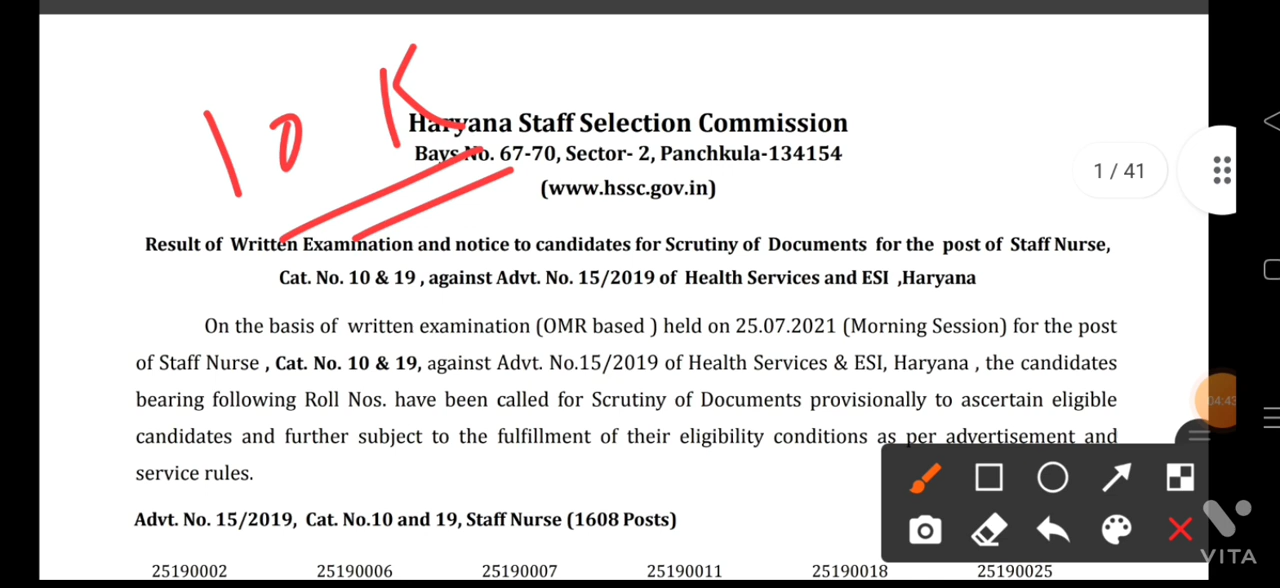 10 K
Haryana Staff Selection Commission
Bays No. 67-70, Sector- 2, Panchkula-134154
(www.hssc.gov.in)
1 / 41
Result of Written Examination and notice to candidates for Scrutiny of Documents for the post of Staff Nurse,
Cat. No. 10 & 19 , against Advt. No. 15/2019 of Health Services and ESI ,Haryana
On the basis of written examination (OMR based ) held on 25.07.2021 (Morning Session) for the post
of Staff Nurse , Cat. No. 10 & 19, against Advt. No.15/2019 of Health Services & ESI, Haryana , the candidates
bearing following Roll Nos. have been called for Scrutiny of Documents provisionally to ascertain eligible
04:43
candidates and further subject to the fulfillment of their eligibility conditions as per advertisement and
service rules.
Advt. No. 15/2019, Cat. No.10 and 19, Staff Nurse (1608 Posts)
VITA
25190002 25190006 25190007 25190011 25190018 25190025